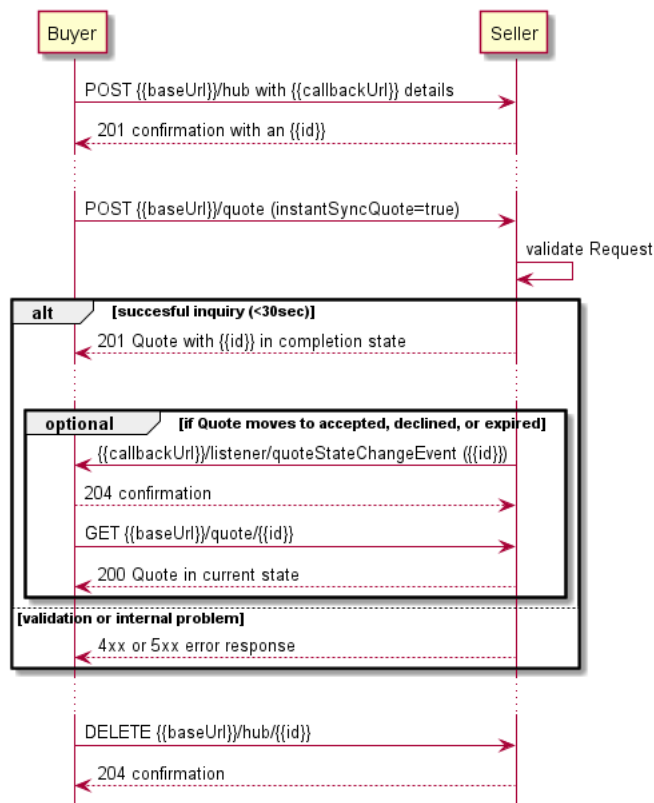 Buyer
Seller
POST {{baseUrl}}/hub with {{callbackUrl}} details
201 confirmation with an {{id}}
POST {{baseUrl}}/quote (instantSyncQuote=true)
validate Request
alt
[succesful inquiry (<30sec)]
201 Quote with {{id}} in completion state
optional
[if Quote moves to accepted, declined, or expired]
{{callbackUrl}}/listener/quoteStateChangeEvent ({{id}})
204 confirmation
GET {{baseUrl}}/quote/{{id}}
200 Quote in current state
[validation or internal problem]
4xx or 5xx error response
DELETE {{baseUrl}}/hub/{{id}}
204 confirmation